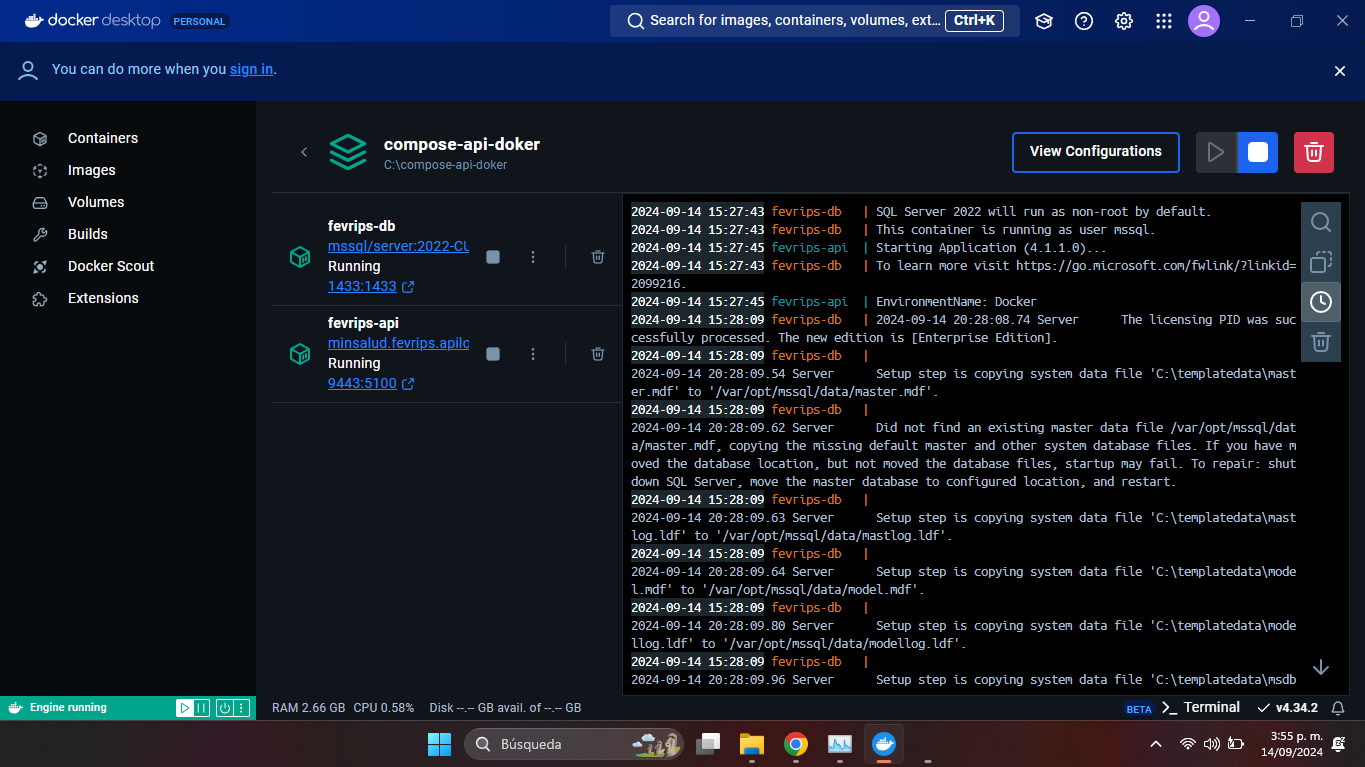 docker desktop PERSONAL
Search for images, containers, volumes, ext... Ctrl+K
You can do more when you sign in.
Containers
Images
Volumes
Builds
Docker Scout
Extensions
compose-api-doker
C:\compose-api-doker
View Configurations
fevrips-db
mssql/server:2022-CU
Running
1433:1433
fevrips-api
minsalud.fevrips.apilo
Running
9443:5100
2024-09-14 15:27:43 fevrips-db | SQL Server 2022 will run as non-root by default.
2024-09-14 15:27:43 fevrips-db | This container is running as user mssql.
2024-09-14 15:27:45 fevrips-api | Starting Application (4.1.1.0)...
2024-09-14 15:27:43 fevrips-db | To learn more visit https://go.microsoft.com/fwlink/?linkid=
2099216.
2024-09-14 15:27:45 fevrips-api | EnvironmentName: Docker
2024-09-14 15:28:09 fevrips-db | 2024-09-14 20:28:08.74 Server The licensing PID was suc
cessfully processed. The new edition is [Enterprise Edition].
2024-09-14 15:28:09 fevrips-db |
2024-09-14 20:28:09.54 Server Setup step is copying system data file 'C:\templatedata\mast
er.mdf' to '/var/opt/mssql/data/master.mdf'.
2024-09-14 15:28:09 fevrips-db |
2024-09-14 20:28:09.62 Server Did not find an existing master data file /var/opt/mssql/dat
a/master.mdf, copying the missing default master and other system database files. If you have m
oved the database location, but not moved the database files, startup may fail. To repair: shut
down SQL Server, move the master database to configured location, and restart.
2024-09-14 15:28:09 fevrips-db |
2024-09-14 20:28:09.63 Server Setup step is copying system data file 'C:\templatedata\mast
log.ldf' to '/var/opt/mssql/data/mastlog.ldf'.
2024-09-14 15:28:09 fevrips-db |
2024-09-14 20:28:09.64 Server Setup step is copying system data file 'C:\templatedata\mode
l.mdf' to '/var/opt/mssql/data/model.mdf'.
2024-09-14 15:28:09 fevrips-db |
2024-09-14 20:28:09.80 Server Setup step is copying system data file 'C:\templatedata\mode
llog.ldf' to '/var/opt/mssql/data/modellog.ldf'.
2024-09-14 15:28:09 fevrips-db |
2024-09-14 20:28:09.96 Server Setup step is copying system data file 'C:\templatedata\msdb
Engine running
RAM 2.66 GB CPU 0.58% Disk --.-- GB avail. of --.-- GB
BETA >_ Terminal v4.34.2
Búsqueda
3:55 p. m.
14/09/2024